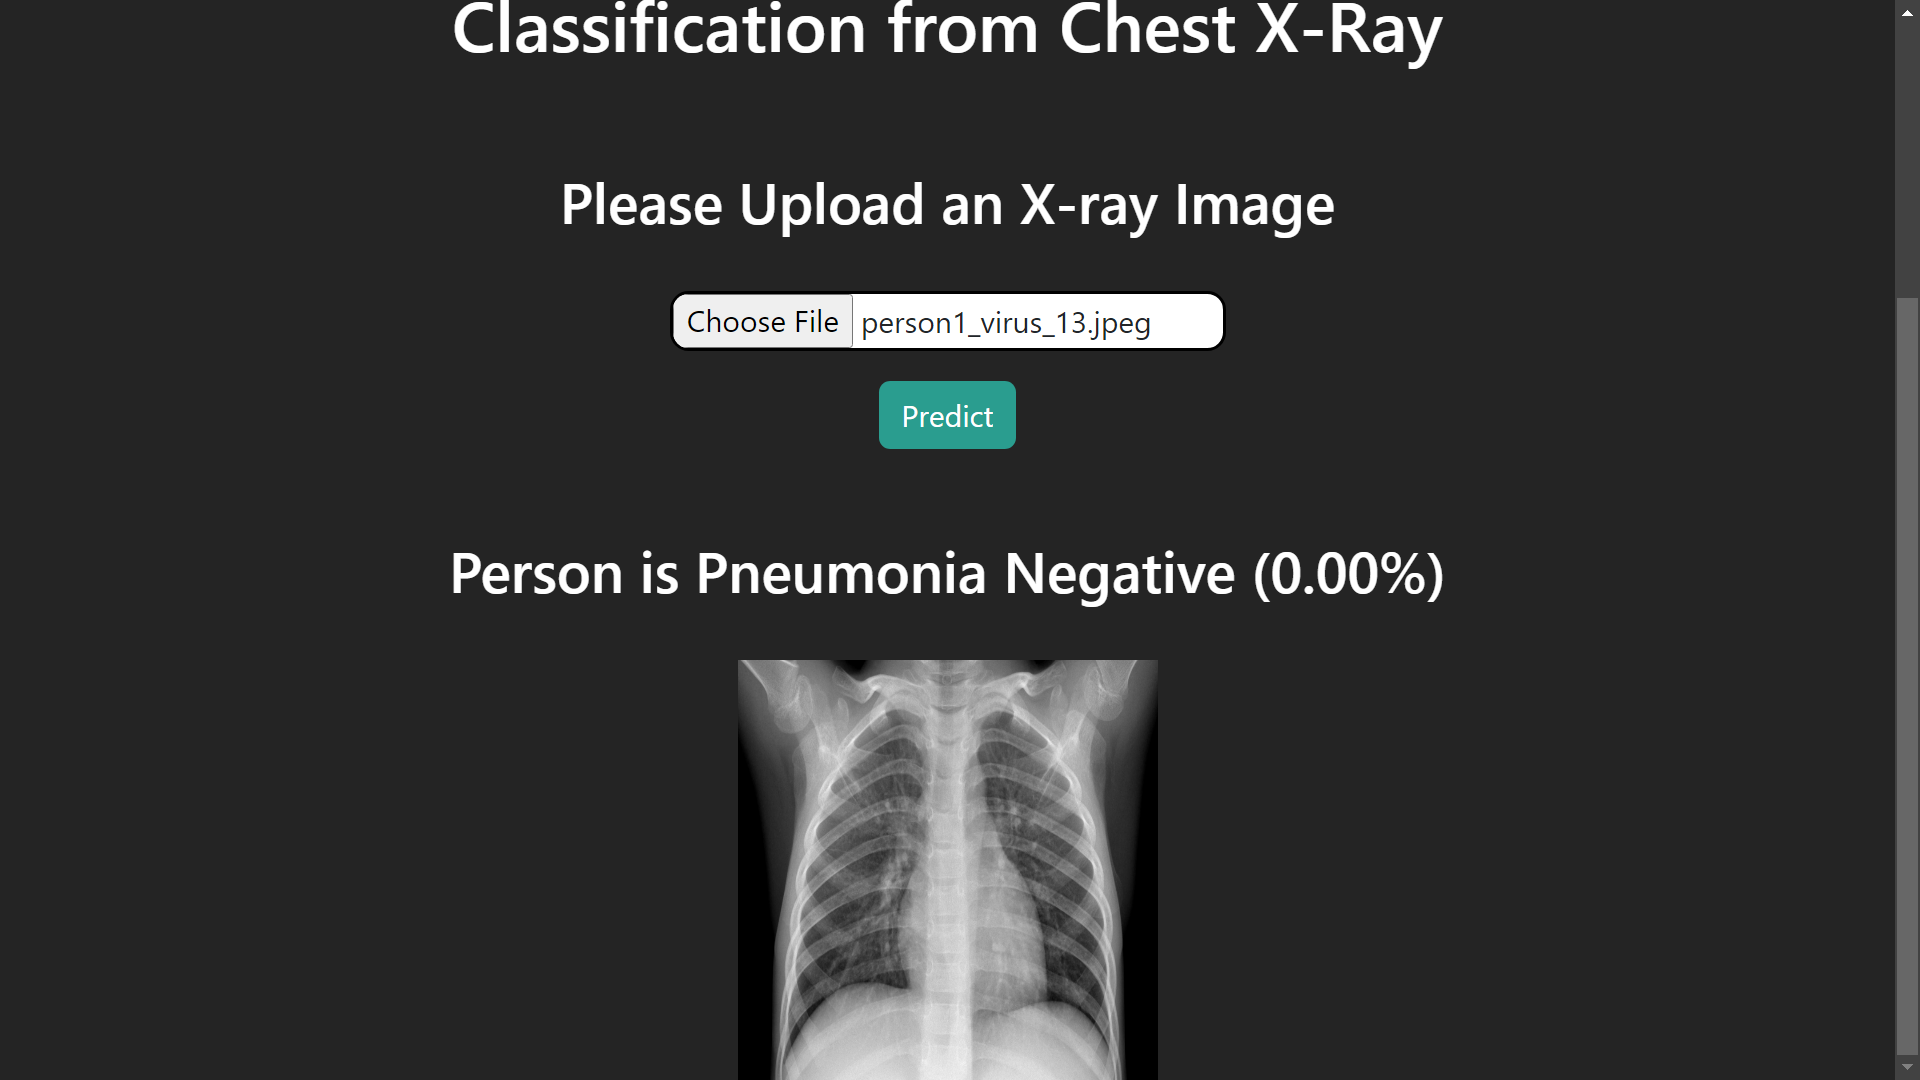 Classification from Chest X-Ray
Please Upload an X-ray Image
Choose File person1_virus_13.jpeg
Predict
Person is Pneumonia Negative (0.00%)